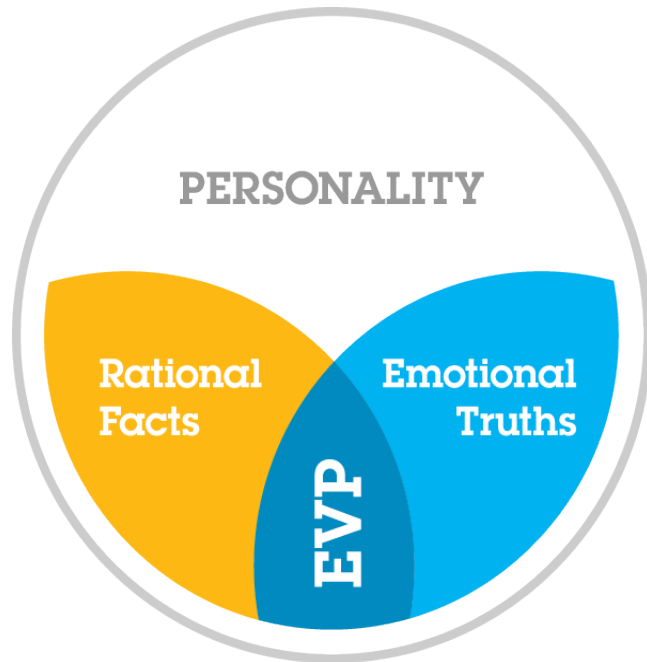 PERSONALITY
Rational
Facts
Emotional
Truths
EVP